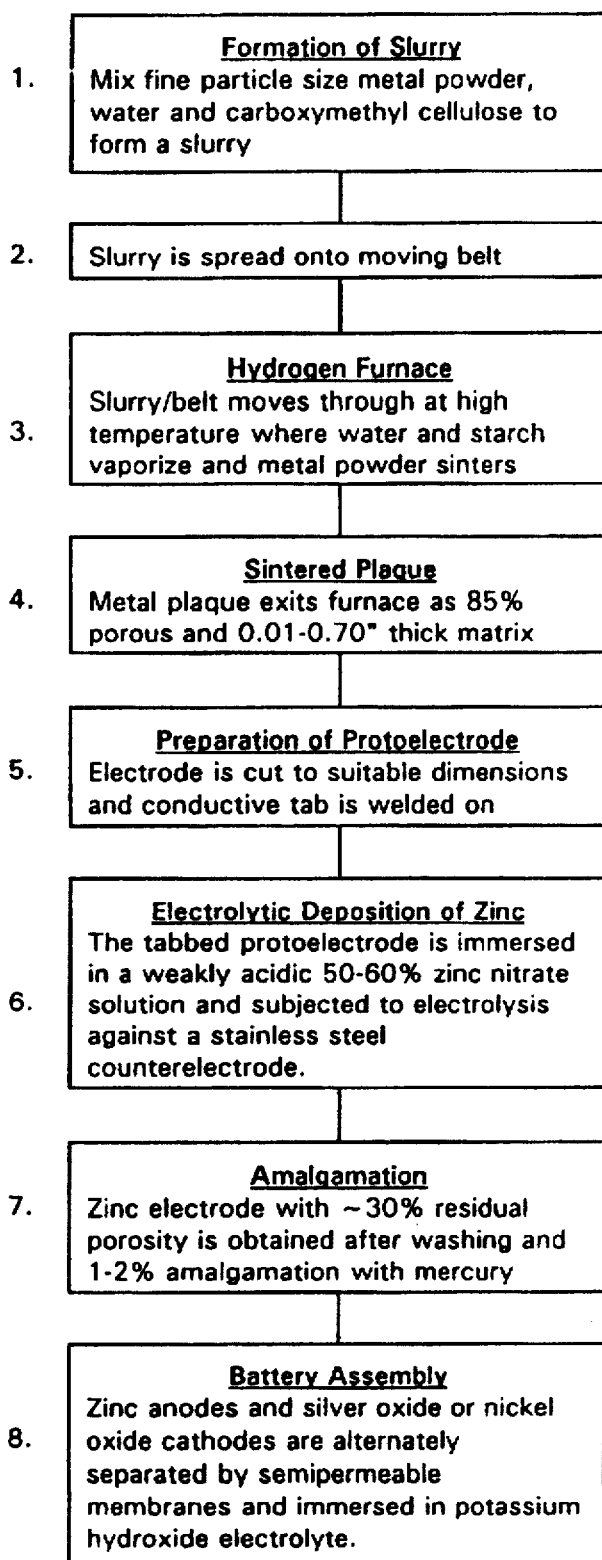 Formation of Slurry
1. Mix fine particle size metal powder,
water and carboxymethyl cellulose to
form a slurry
2. Slurry is spread onto moving belt
Hydrogen Furnace
Slurry/belt moves through at high
3. temperature where water and starch
vaporize and metal powder sinters
Sintered Plaque
4. Metal plaque exits furnace as 85%
porous and 0.01-0.70" thick matrix
Preparation of Protoelectrode
5. Electrode is cut to suitable dimensions
and conductive tab is welded on
Electrolytic Deposition of Zinc
The tabbed protoelectrode is immersed
in a weakly acidic 50-60% zinc nitrate
6. solution and subjected to electrolysis
against a stainless steel
counterelectrode.
Amalgamation
7. Zinc electrode with ~30% residual
porosity is obtained after washing and
1-2% amalgamation with mercury
Battery Assembly
Zinc anodes and silver oxide or nickel
8. oxide cathodes are alternately
separated by semipermeable
membranes and immersed in potassium
hydroxide electrolyte.